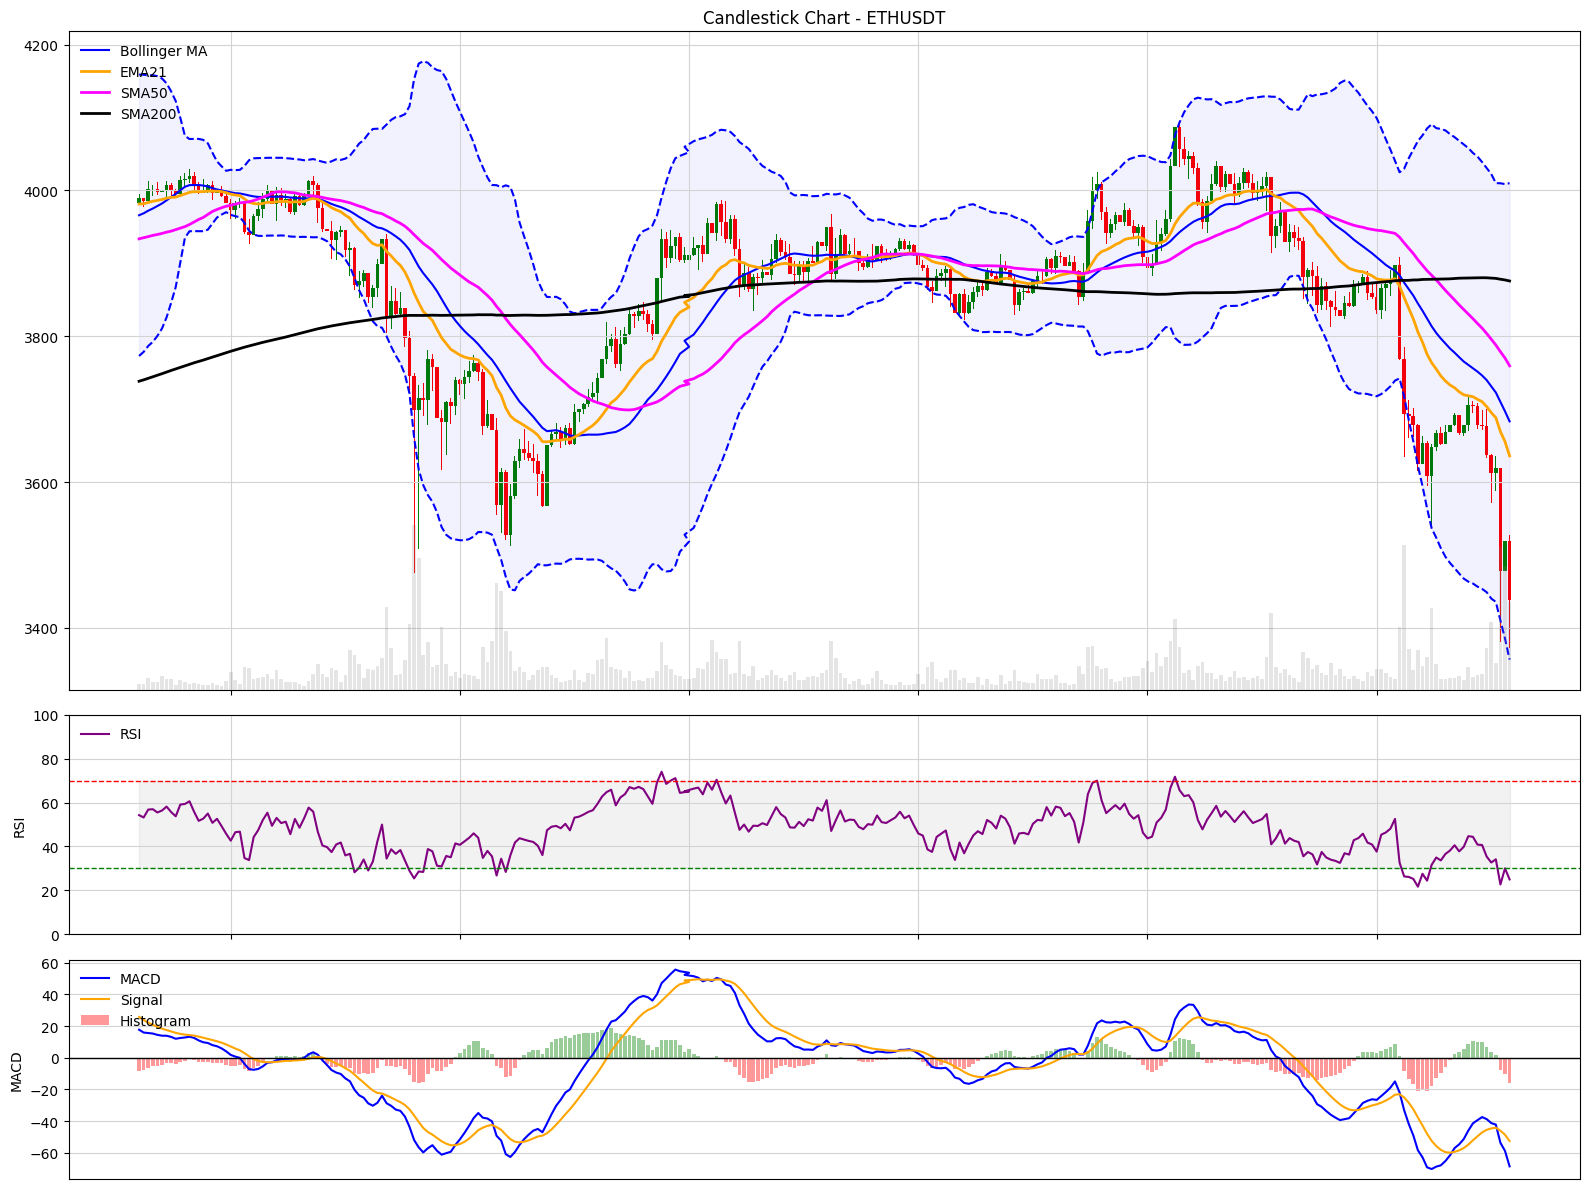 Candlestick Chart - ETHUSDT
4200
4000
3800
3600
3400
Bollinger MA
EMA21
SMA50
SMA200
100
80
60
40
20
0
RSI
RSI
60
40
20
0
−20
−40
−60
MACD
MACD
Signal
Histogram